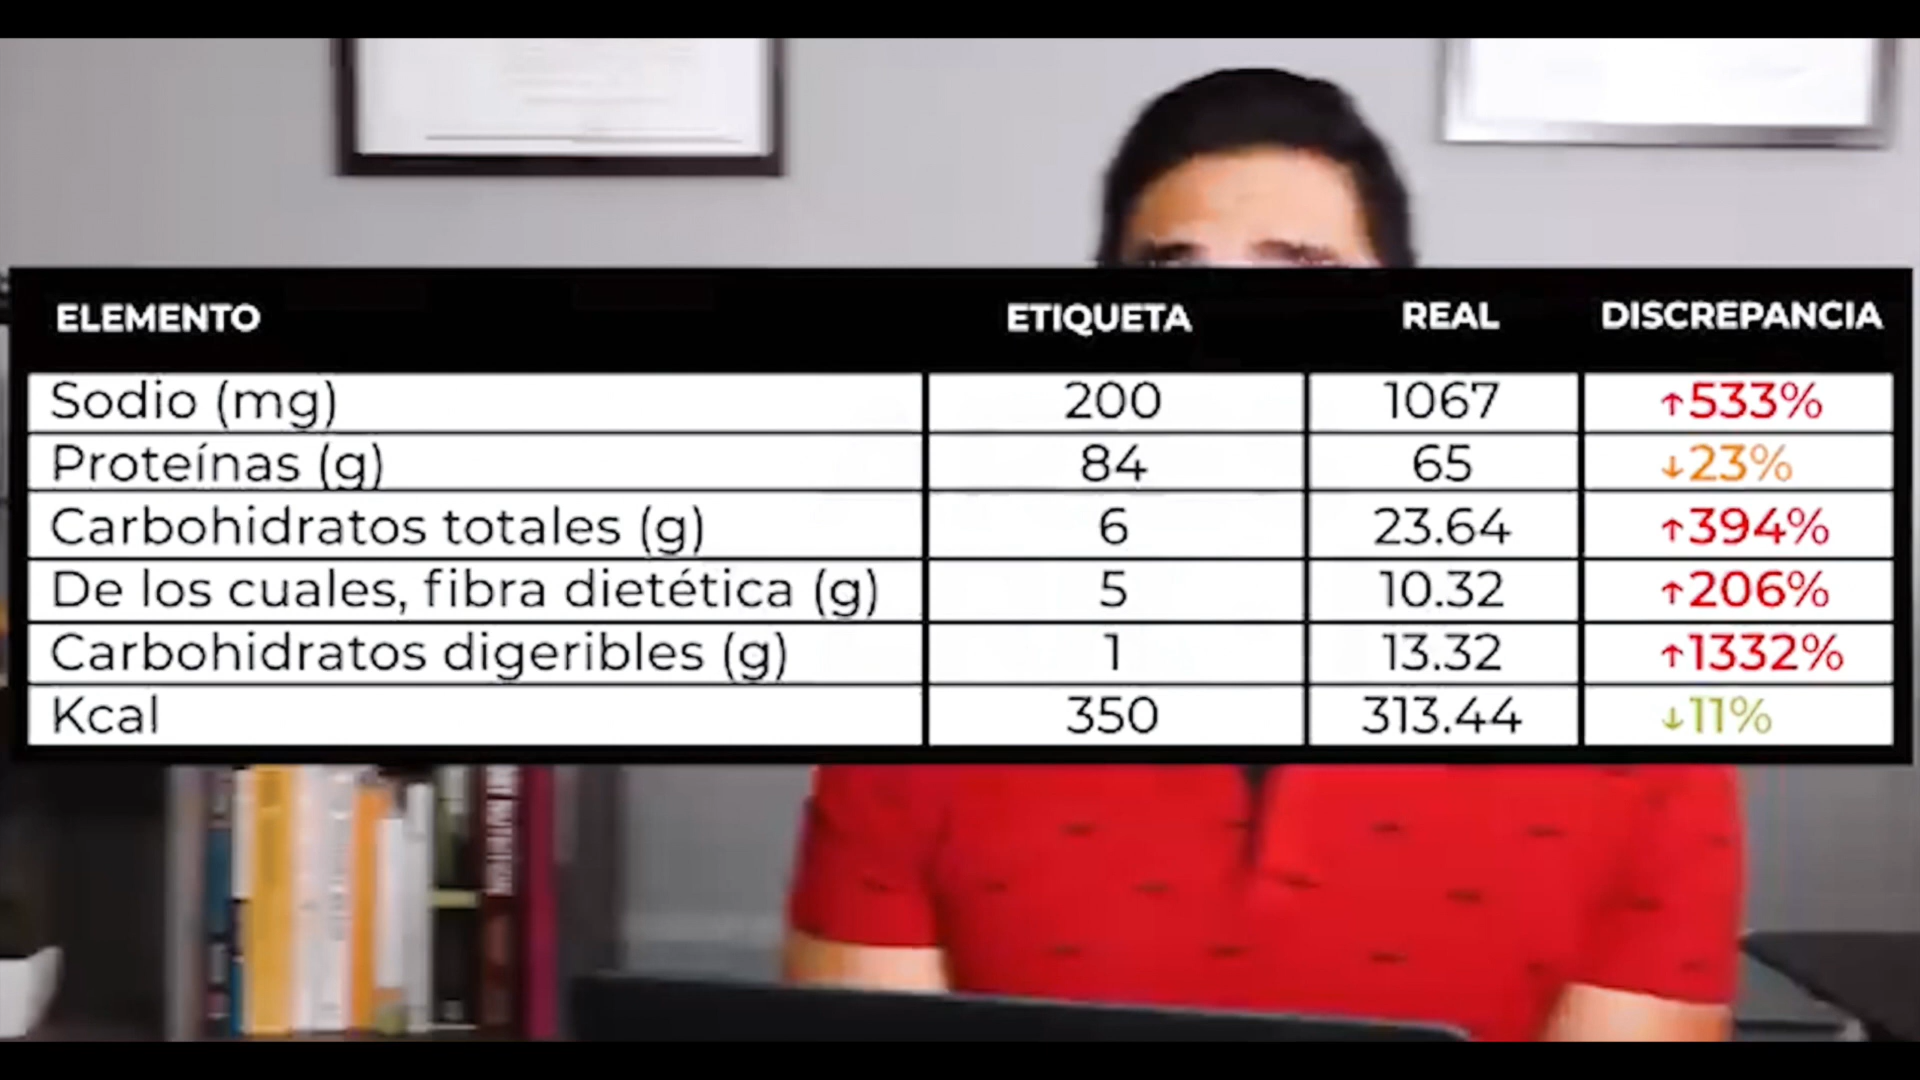 ELEMENTO ETIQUETA REAL DISCREPANCIA
Sodio (mg) 200 1067 ↑533%
Proteínas (g) 84 65 ↓23%
Carbohidratos totales (g) 6 23.64 ↑394%
De los cuales, fibra dietética (g) 5 10.32 ↑206%
Carbohidratos digeribles (g) 1 13.32 ↑1332%
Kcal 350 313.44 ↓11%